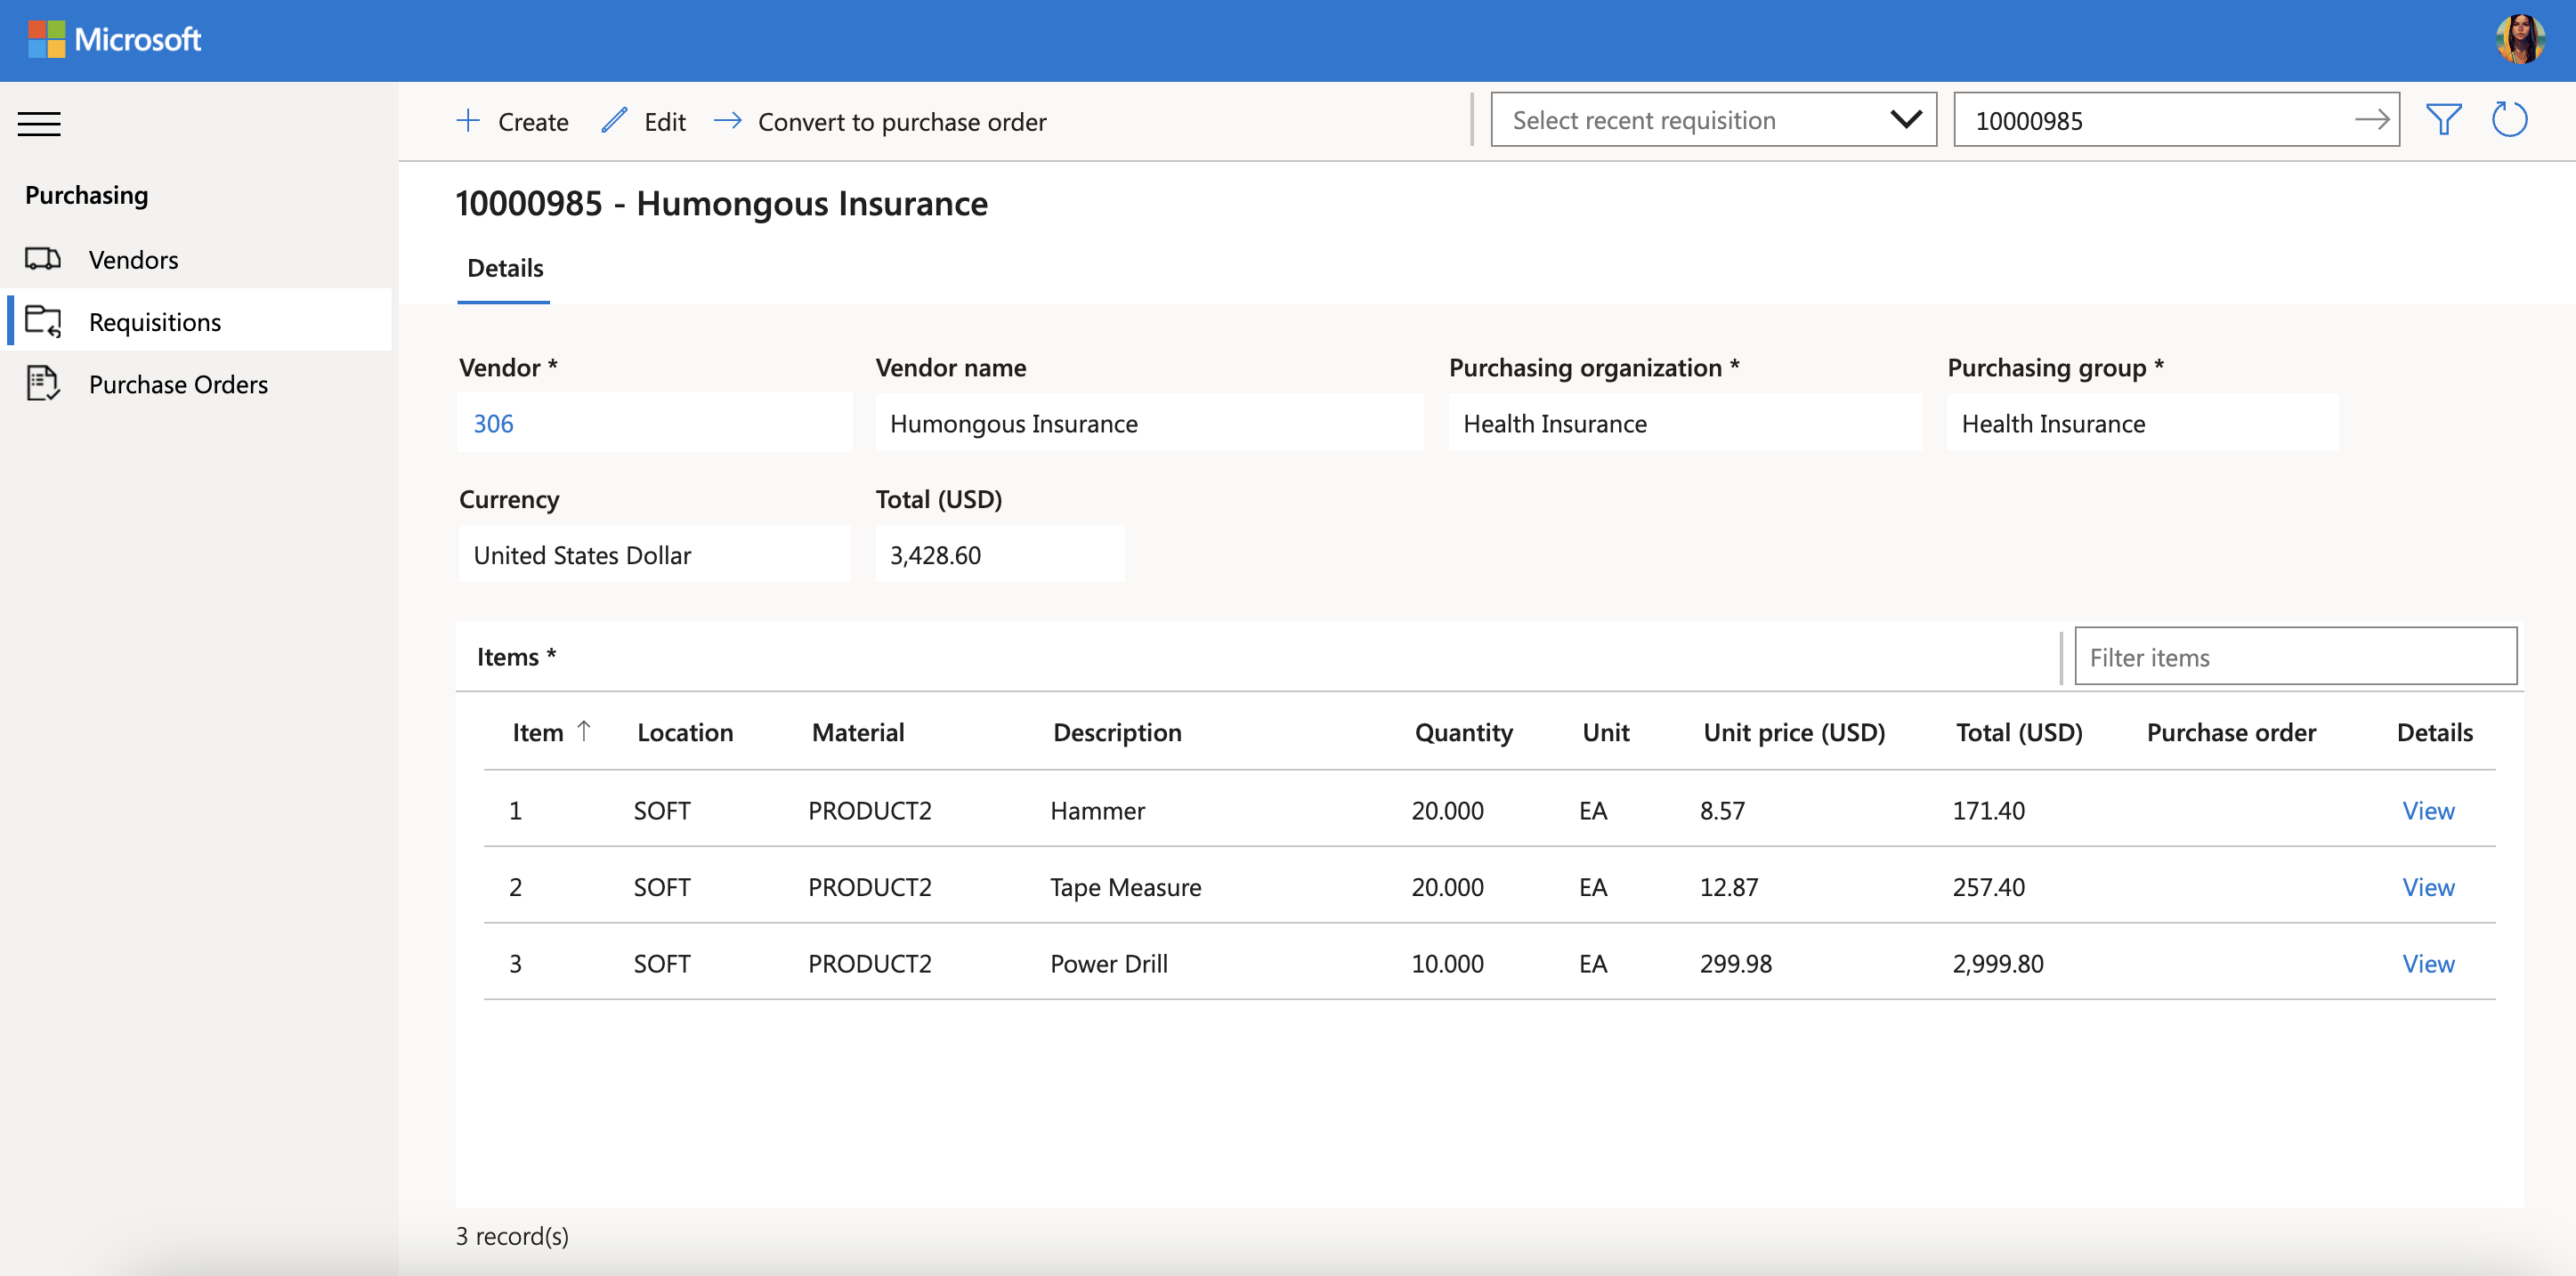 Microsoft
Create Edit Convert to purchase order Select recent requisition 10000985
Purchasing
Vendors
Requisitions
Purchase Orders
10000985 - Humongous Insurance
Details
Vendor * Vendor name Purchasing organization * Purchasing group *
306 Humongous Insurance Health Insurance Health Insurance
Currency Total (USD)
United States Dollar 3,428.60
Items * Filter items
Item Location Material Description Quantity Unit Unit price (USD) Total (USD) Purchase order Details
1 SOFT PRODUCT2 Hammer 20.000 EA 8.57 171.40 View
2 SOFT PRODUCT2 Tape Measure 20.000 EA 12.87 257.40 View
3 SOFT PRODUCT2 Power Drill 10.000 EA 299.98 2,999.80 View
3 record(s)